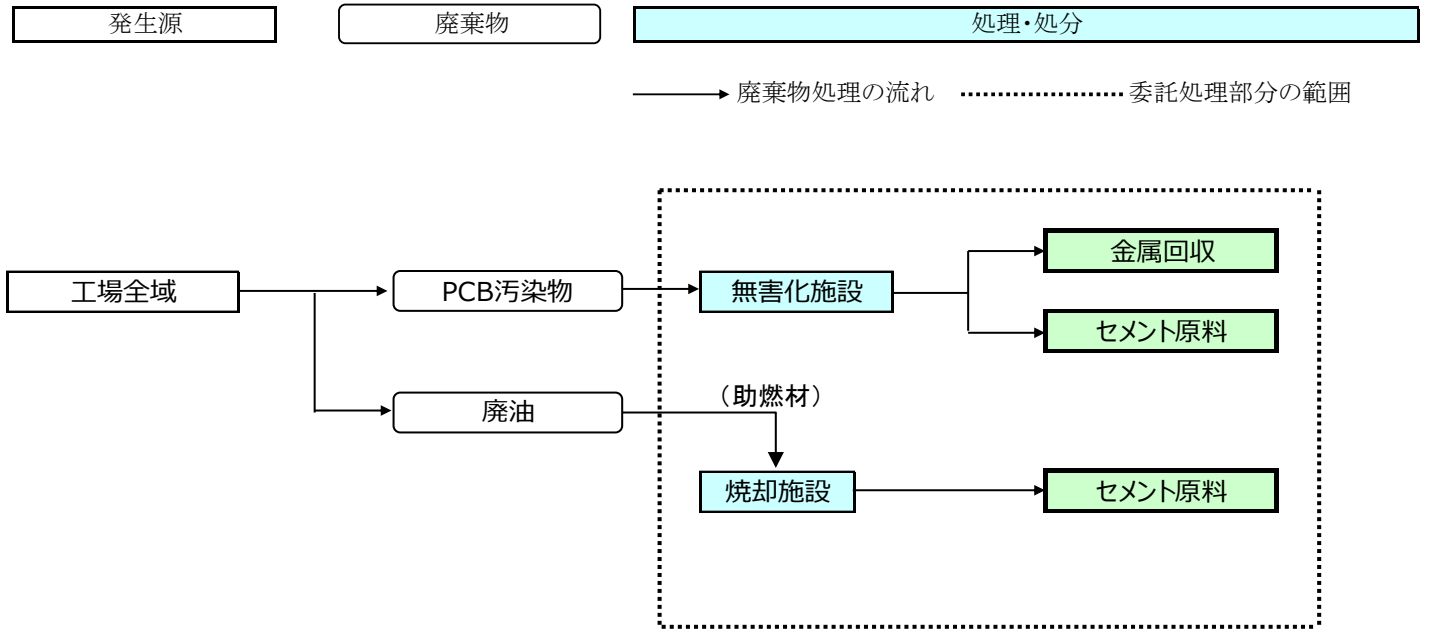 発生源
廃棄物
処理・処分
廃棄物処理の流れ
委託処理部分の範囲
金属回収
工場全域
PCB汚染物
無害化施設
セメント原料
（助燃材）
廃油
焼却施設
セメント原料